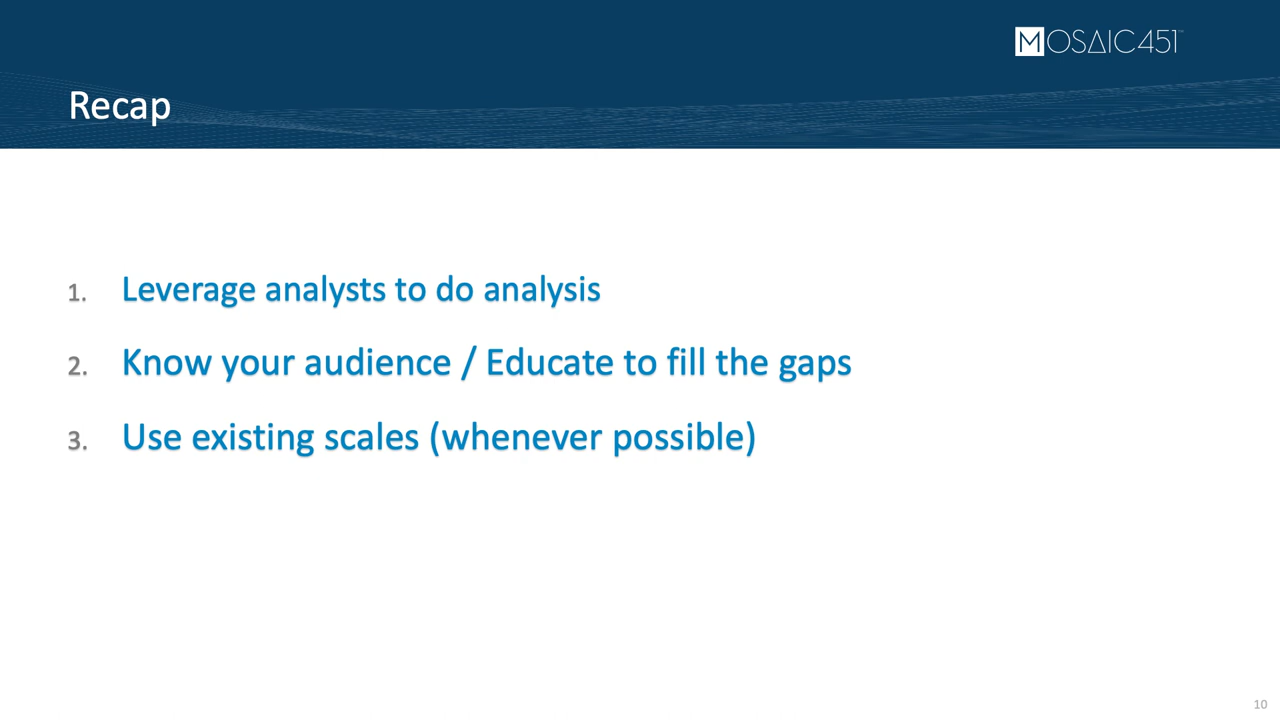 MOSAIC451
Recap
1. Leverage analysts to do analysis
2. Know your audience / Educate to fill the gaps
3. Use existing scales (whenever possible)
10